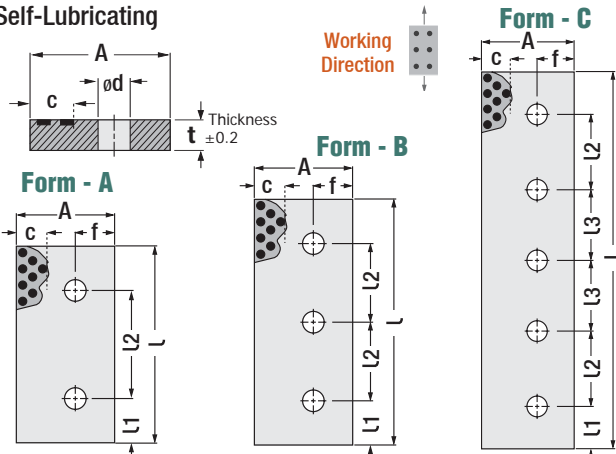 Self-Lubricating
A
ød
c
t Thickness
±0.2
Working
Direction
Form - A
A
c
f
l2
l
l1
Form - B
A
c
f
l2
l2
l
l1
Form - C
A
c
f
l2
l3
l3
l2
l
l1